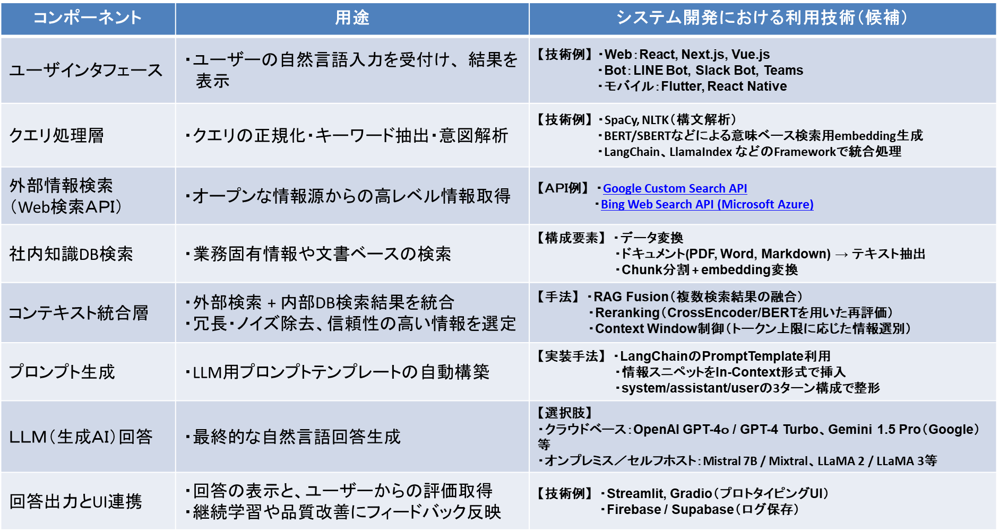 コンポーネント
用途
システム開発における利用技術（候補）
ユーザインタフェース
・ユーザーの自然言語入力を受付け、結果を
表示
【技術例】・Web：React, Next.js, Vue.js
・Bot：LINE Bot, Slack Bot, Teams
・モバイル：Flutter, React Native
クエリ処理層
・クエリの正規化・キーワード抽出・意図解析
【技術例】・SpaCy, NLTK（構文解析）
・BERT/SBERTなどによる意味ベース検索用embedding生成
・LangChain、LlamaIndex などのFrameworkで統合処理
外部情報検索
（Web検索ＡＰＩ）
・オープンな情報源からの高レベル情報取得
【ＡＰＩ例】・Google Custom Search API
・Bing Web Search API (Microsoft Azure)
社内知識DB検索
・業務固有情報や文書ベースの検索
【構成要素】・データ変換
・ドキュメント(PDF, Word, Markdown) → テキスト抽出
・Chunk分割 + embedding変換
コンテキスト統合層
・外部検索 + 内部DB検索結果を統合
・冗長・ノイズ除去、信頼性の高い情報を選定
【手法】・RAG Fusion（複数検索結果の融合）
・Reranking（CrossEncoder/BERTを用いた再評価）
・Context Window制御（トークン上限に応じた情報選別）
プロンプト生成
・LLM用プロンプトテンプレートの自動構築
【実装手法】・LangChainのPromptTemplate利用
・情報スニペットをIn-Context形式で挿入
・system/assistant/userの3ターン構成で整形
ＬＬＭ（生成ＡＩ）回答
・最終的な自然言語回答生成
【選択肢】
・クラウドベース：OpenAI GPT-4o / GPT-4 Turbo、Gemini 1.5 Pro（Google）
等
・オンプレミス／セルフホスト：Mistral 7B / Mixtral、LLaMA 2 / LLaMA 3等
回答出力とUI連携
・回答の表示と、ユーザーからの評価取得
・継続学習や品質改善にフィードバック反映
【技術例】・Streamlit, Gradio（プロトタイピングUI）
・Firebase / Supabase（ログ保存）